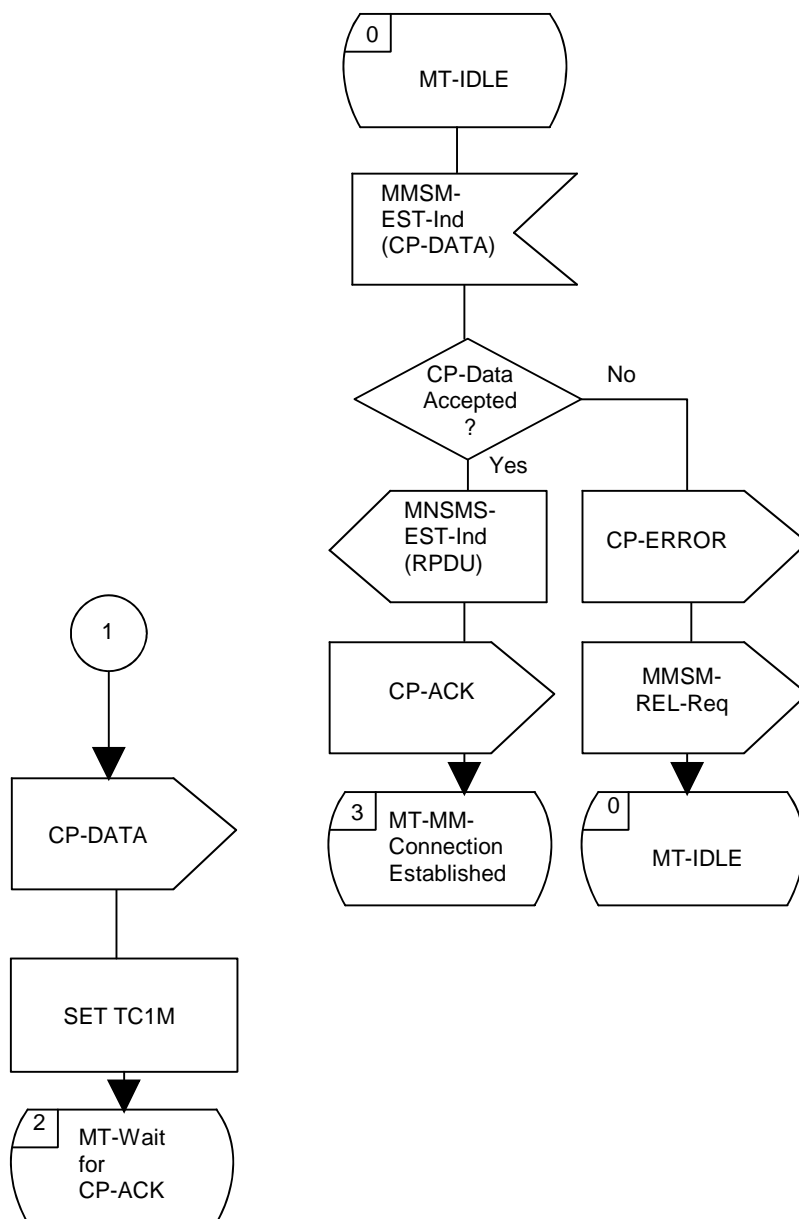 0
MT-IDLE
MMSM-
EST-Ind
(CP-DATA)
CP-Data
Accepted
?
No
Yes
MNSMS-
EST-Ind
(RPDU)
CP-ERROR
1
CP-ACK
MMSM-
REL-Req
CP-DATA
3
MT-MM-
Connection
Established
0
MT-IDLE
SET TC1M
2
MT-Wait
for
CP-ACK